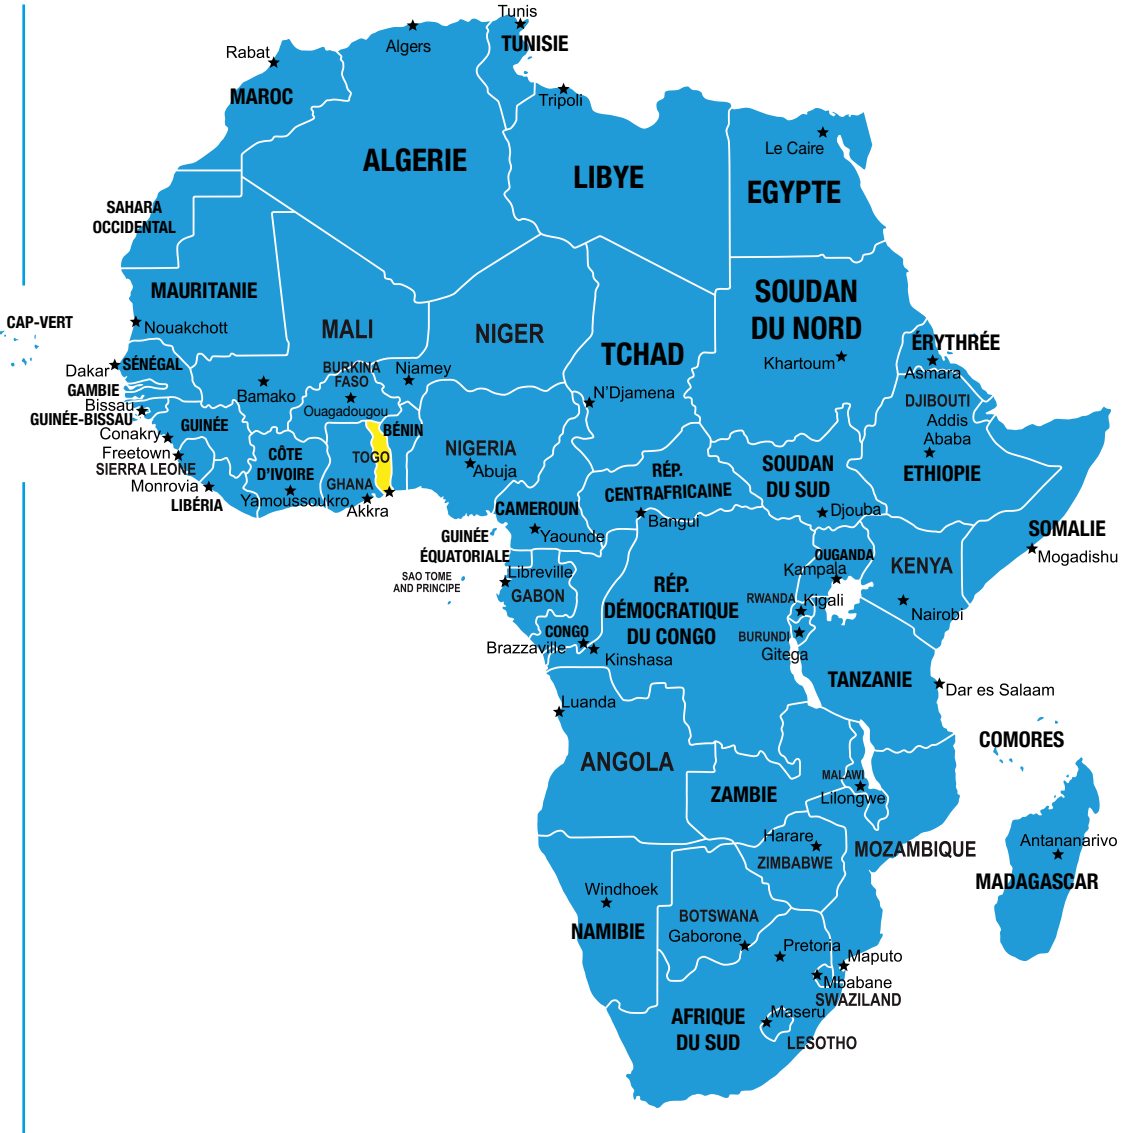 Tunis
TUNISIE
Algers
Rabat
MAROC
Tripoli
ALGERIE
LIBYE
Le Caire
EGYPTE
SAHARA
OCCIDENTAL
MAURITANIE
Nouakchott
CAP-VERT
MALI
NIGER
TCHAD
SOUDAN
DU NORD
Khartoum
ÉRYTHRÉE
Asmara
Dakar
SÉNÉGAL
GAMBIE
Bissau
GUINÉE-BISSAU
Bamako
BURKINA
FASO
Ouagadougou
Niamey
N'Djamena
DJIBOUTI
Addis
Ababa
ETHIOPIE
Conakry
GUINÉE
Freetown
SIERRA LEONE
Monrovia
LIBÉRIA
CÔTE
D'IVOIRE
Yamoussoukro
GHANA
Akkra
TOGO
BÉNIN
NIGERIA
Abuja
CAMEROUN
Yaounde
RÉP.
CENTRAFRICAINE
Bangui
SOUDAN
DU SUD
Djouba
SOMALIE
Mogadishu
GUINÉE
ÉQUATORIALE
SAO TOME
AND PRINCIPE
Libreville
GABON
CONGO
Brazzaville
Kinshasa
RÉP.
DÉMOCRATIQUE
DU CONGO
OUGANDA
Kampala
KENYA
Nairobi
RWANDA
Kigali
BURUNDI
Gitega
TANZANIE
Dar es Salaam
Luanda
ANGOLA
ZAMBIE
MALAWI
Lilongwe
COMORES
Harare
ZIMBABWE
MOZAMBIQUE
Antananarivo
MADAGASCAR
Windhoek
NAMIBIE
BOTSWANA
Gaborone
Pretoria
Maputo
Mbabane
SWAZILAND
AFRIQUE
DU SUD
Maseru
LESOTHO